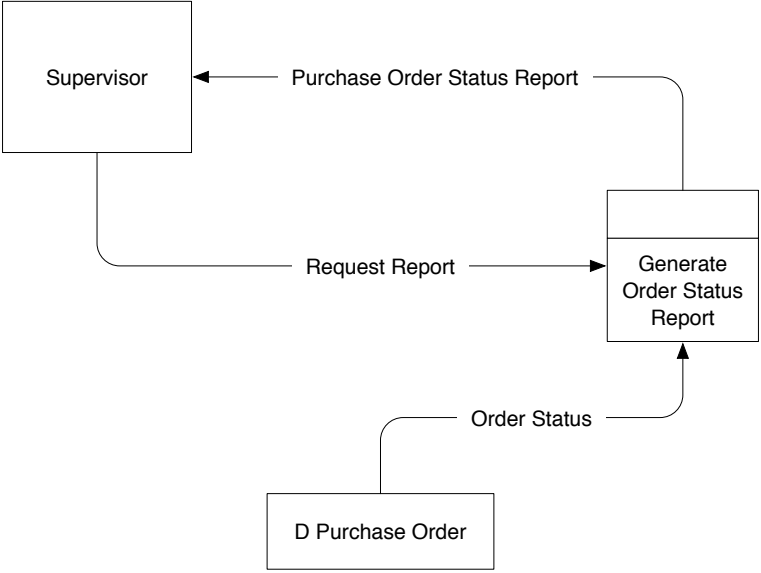 Supervisor
Purchase Order Status Report
Request Report
Generate
Order Status
Report
Order Status
D Purchase Order